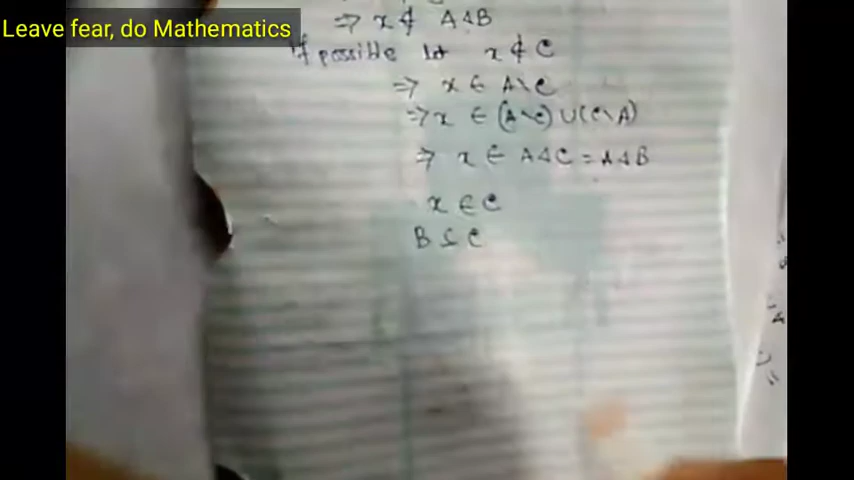 Leave fear, do Mathematics
⇒ x ∉ A Δ B
If possible let x ∉ C
⇒ x ∈ A \ C
⇒ x ∈ (A \ C) ∪ (C \ A)
⇒ x ∈ A Δ C = A Δ B
x ∈ C
B ⊆ C